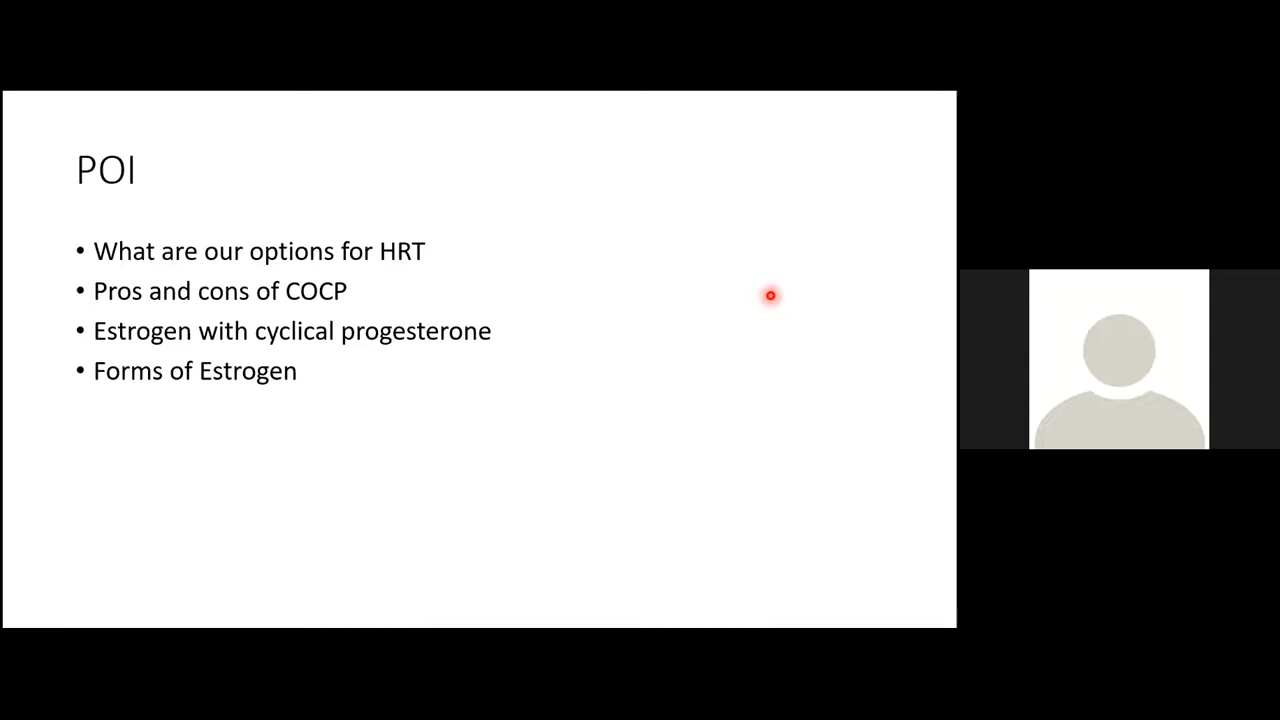 POI
• What are our options for HRT
• Pros and cons of COCP
• Estrogen with cyclical progesterone
• Forms of Estrogen